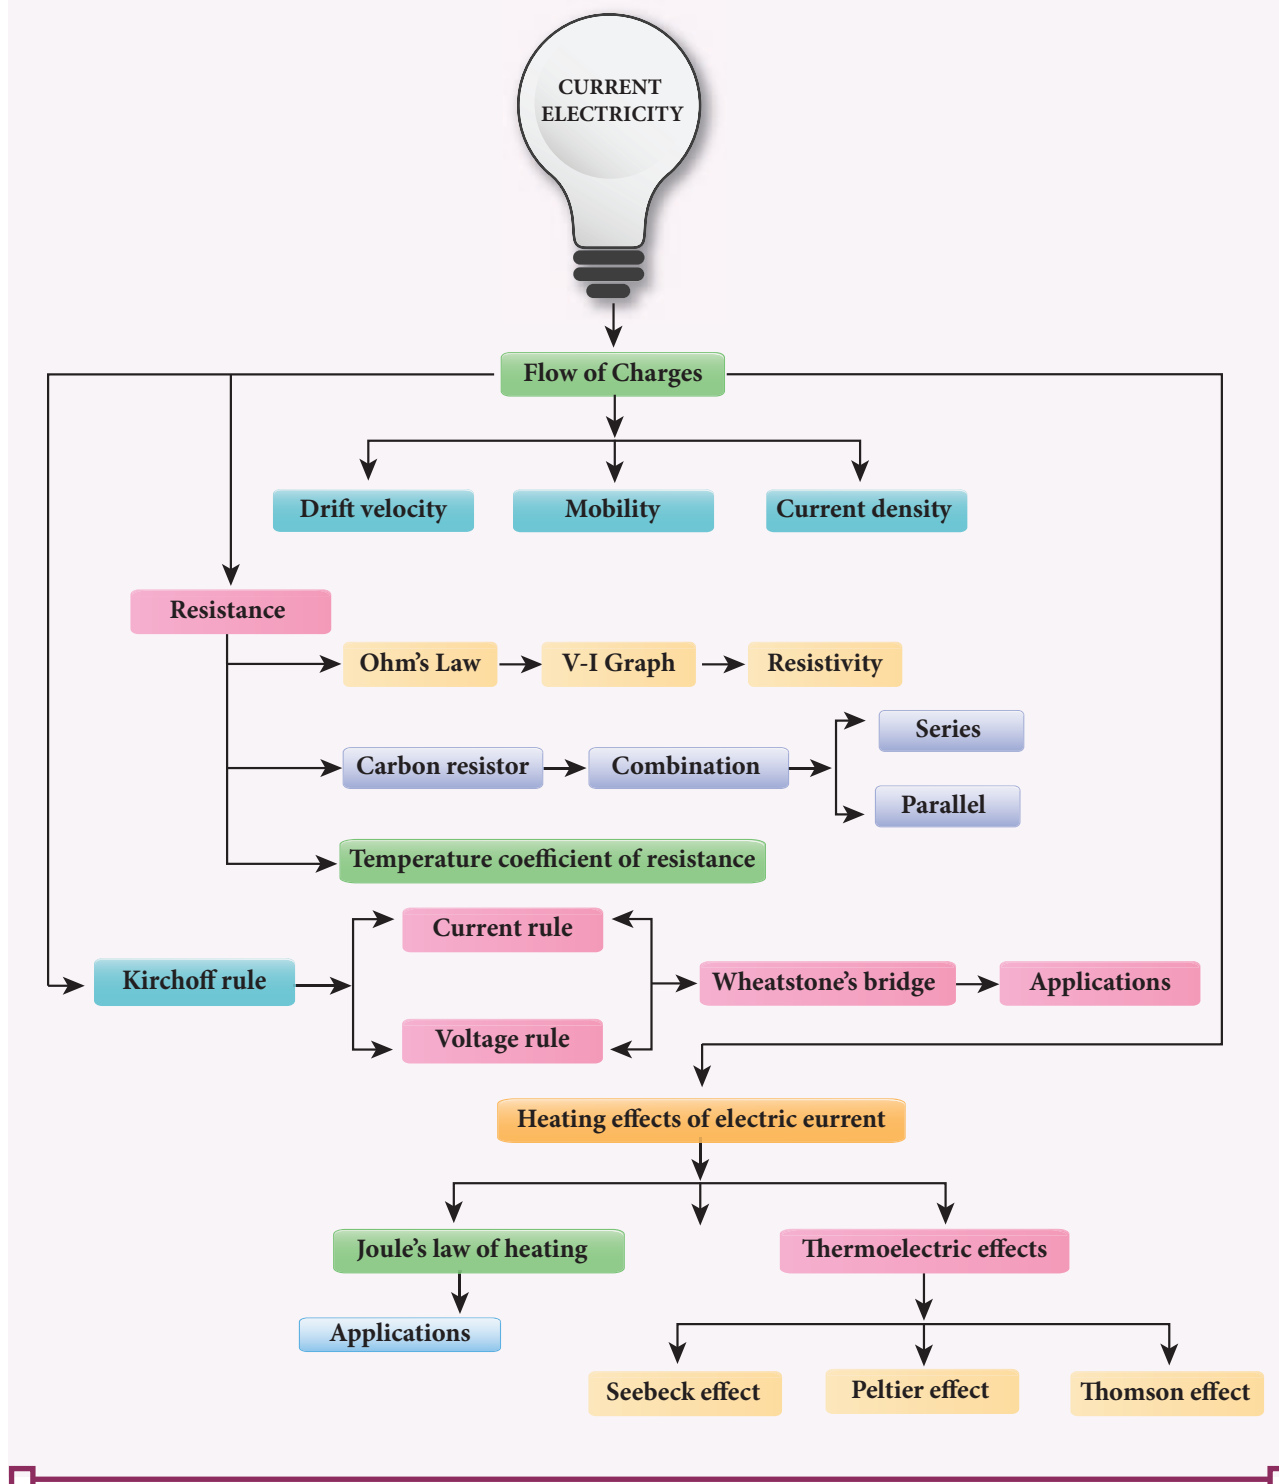 CURRENT
ELECTRICITY
Flow of Charges
Drift velocity
Mobility
Current density
Resistance
Ohm's Law
V-I Graph
Resistivity
Carbon resistor
Combination
Series
Parallel
Temperature coefficient of resistance
Kirchoff rule
Current rule
Voltage rule
Wheatstone's bridge
Applications
Heating effects of electric eurrent
Joule's law of heating
Thermoelectric effects
Applications
Seebeck effect
Peltier effect
Thomson effect